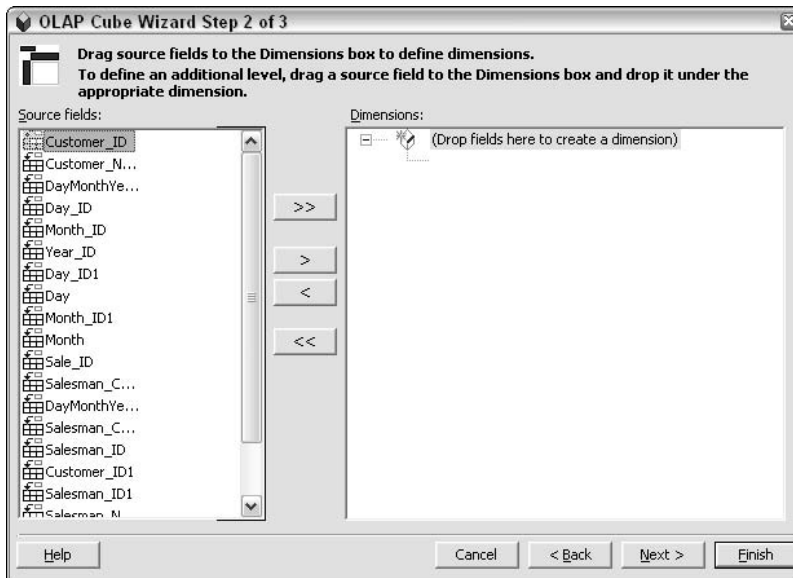 OLAP Cube Wizard Step 2 of 3
Drag source fields to the Dimensions box to define dimensions.
To define an additional level, drag a source field to the Dimensions box and drop it under the
appropriate dimension.
Source fields:
Dimensions:
Customer_ID
Customer_N...
DayMonthYe...
Day_ID
Month_ID
Year_ID
Day_ID1
Day
Month_ID1
Month
Sale_ID
Salesman_C...
DayMonthYe...
Salesman_C...
Salesman_ID
Customer_ID1
Salesman_ID1
Salesman_N
>>
>
<
<<
(Drop fields here to create a dimension)
Help
Cancel
< Back
Next >
Finish